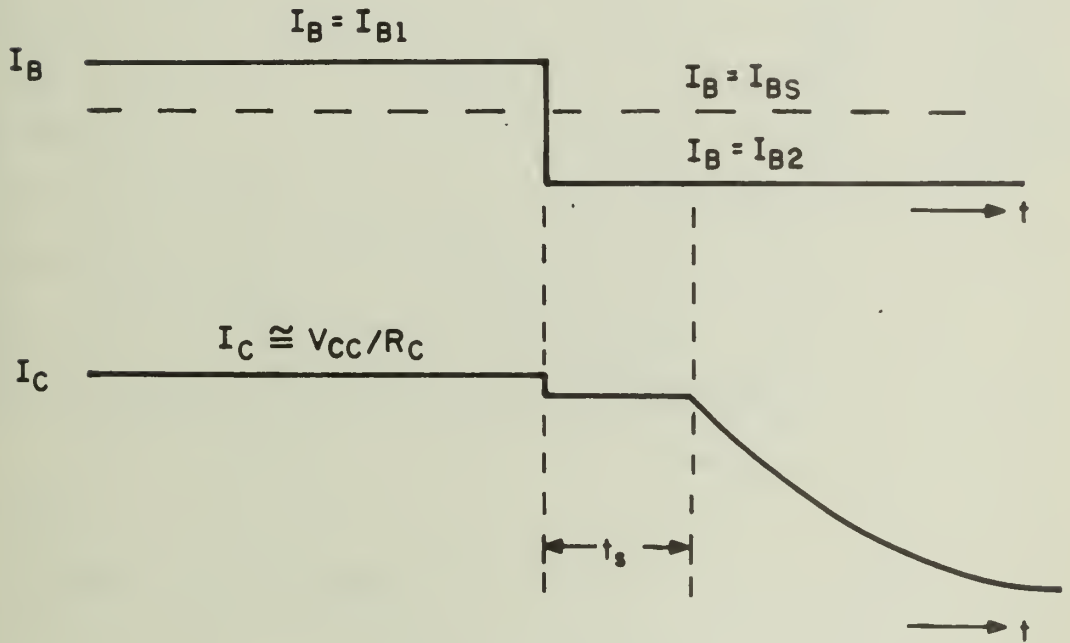 I_B = I_B1
I_B
I_B = I_BS
I_B = I_B2
t
I_C ≅ V_CC/R_C
I_C
t_s
t